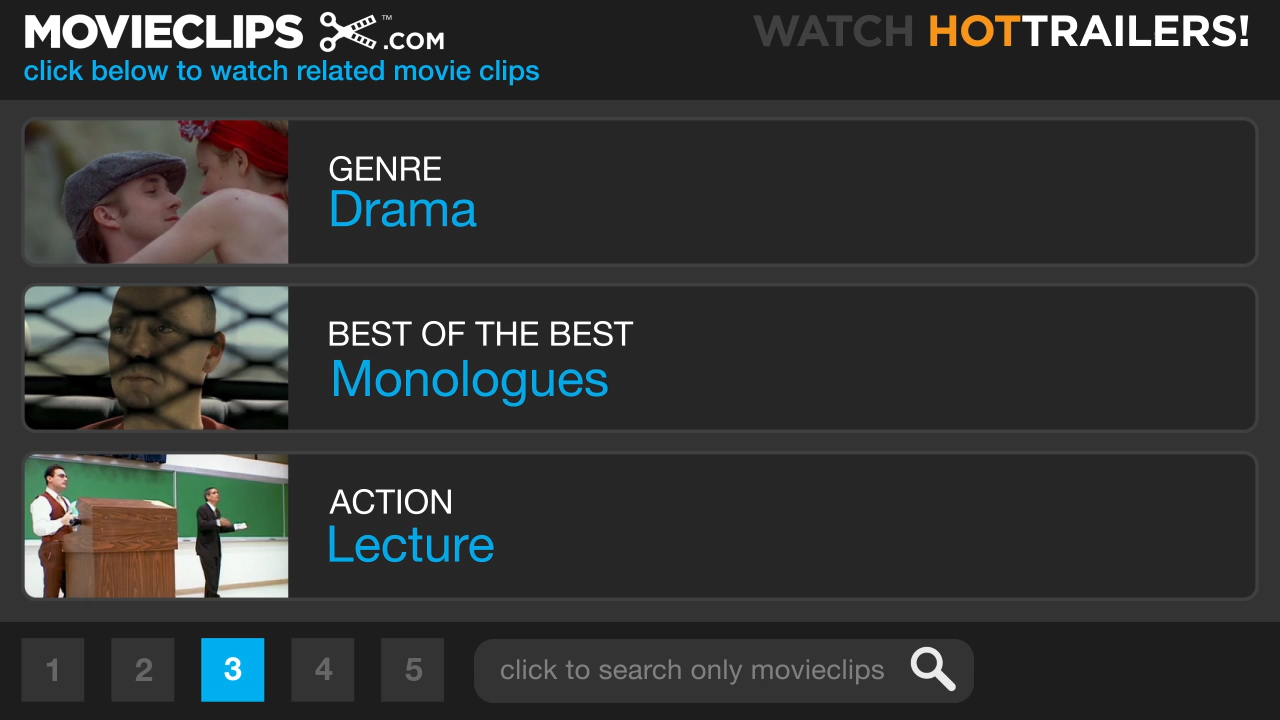 MOVIECLIPS ™ .COM
WATCH HOTTRAILERS!
click below to watch related movie clips
GENRE
Drama
BEST OF THE BEST
Monologues
ACTION
Lecture
1 2 3 4 5
click to search only movieclips